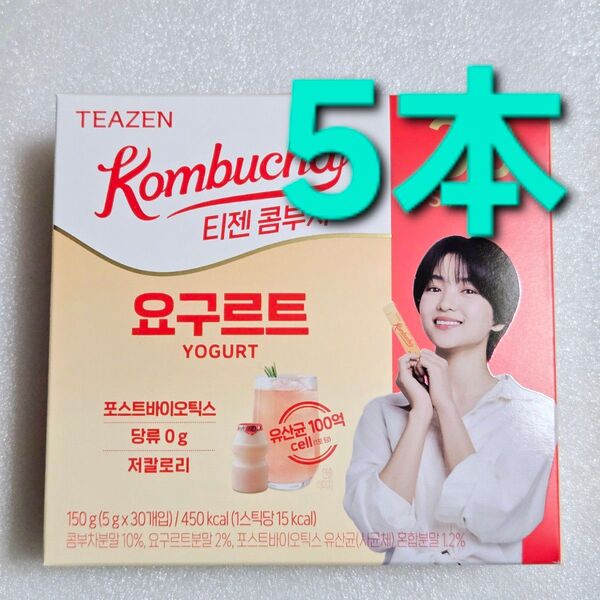 5本
TEAZEN
Kombucha
티젠 콤부차
요구르트
YOGURT
포스트바이오틱스
당류 0 g
저칼로리
유산균 100억
cell
Kombucha
150 g (5 g x 30개입) / 450 kcal (1스틱당 15 kcal)
콤부차분말 10%, 요구르트분말 2%, 포스트바이오틱스 유산균(사균체) 혼합분말 1.2%